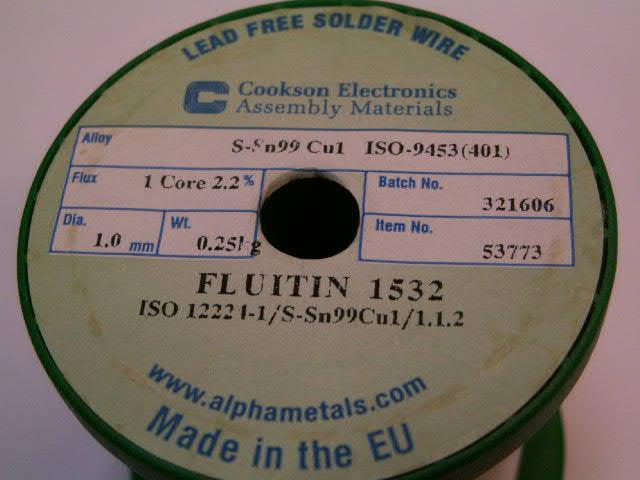 LEAD FREE SOLDER WIRE
Cookson Electronics
Assembly Materials
Alloy
S-Sn99 Cu1 ISO-9453(401)
Flux
1 Core 2.2%
Batch No.
321606
Dia.
1.0 mm
Wt.
0.25kg
Item No.
53773
FLUITIN 1532
ISO 12224-1/S-Sn99Cu1/1.1.2
www.alphametals.com
Made in the EU